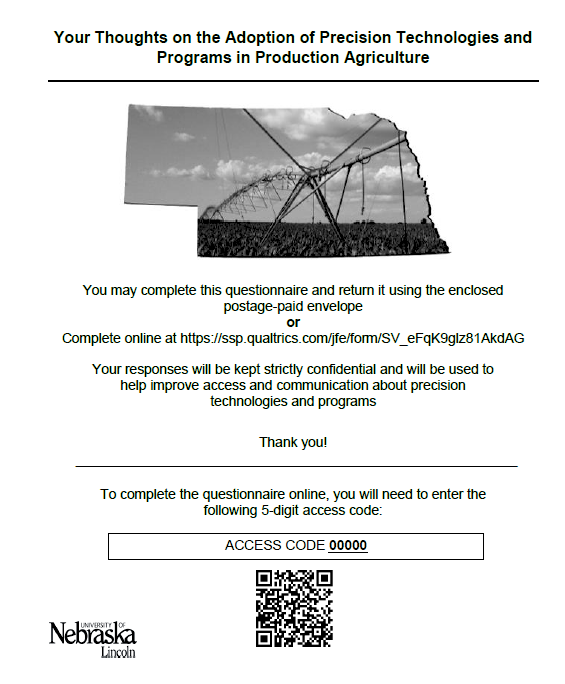 Your Thoughts on the Adoption of Precision Technologies and
Programs in Production Agriculture
You may complete this questionnaire and return it using the enclosed
postage-paid envelope
or
Complete online at https://ssp.qualtrics.com/jfe/form/SV_eFqK9glz81AkdAG
Your responses will be kept strictly confidential and will be used to
help improve access and communication about precision
technologies and programs
Thank you!
To complete the questionnaire online, you will need to enter the
following 5-digit access code:
ACCESS CODE 00000
UNIVERSITY OF
Nebraska
Lincoln